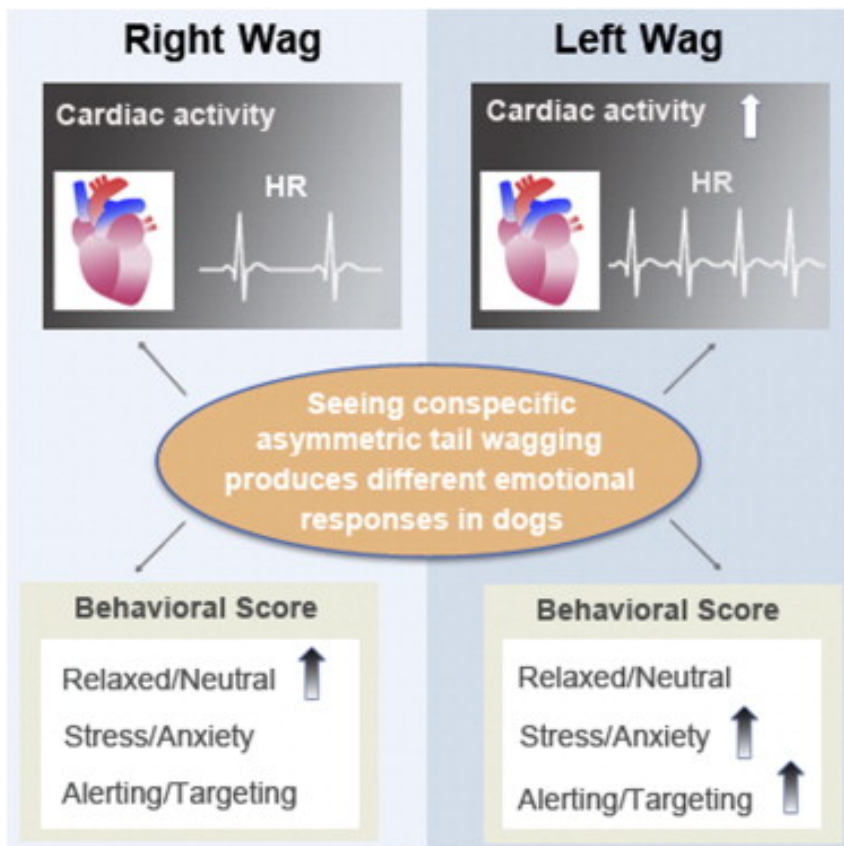 Right Wag
Left Wag
Cardiac activity
HR
Cardiac activity
HR
Seeing conspecific
asymmetric tail wagging
produces different emotional
responses in dogs
Behavioral Score
Relaxed/Neutral
Stress/Anxiety
Alerting/Targeting
Behavioral Score
Relaxed/Neutral
Stress/Anxiety
Alerting/Targeting